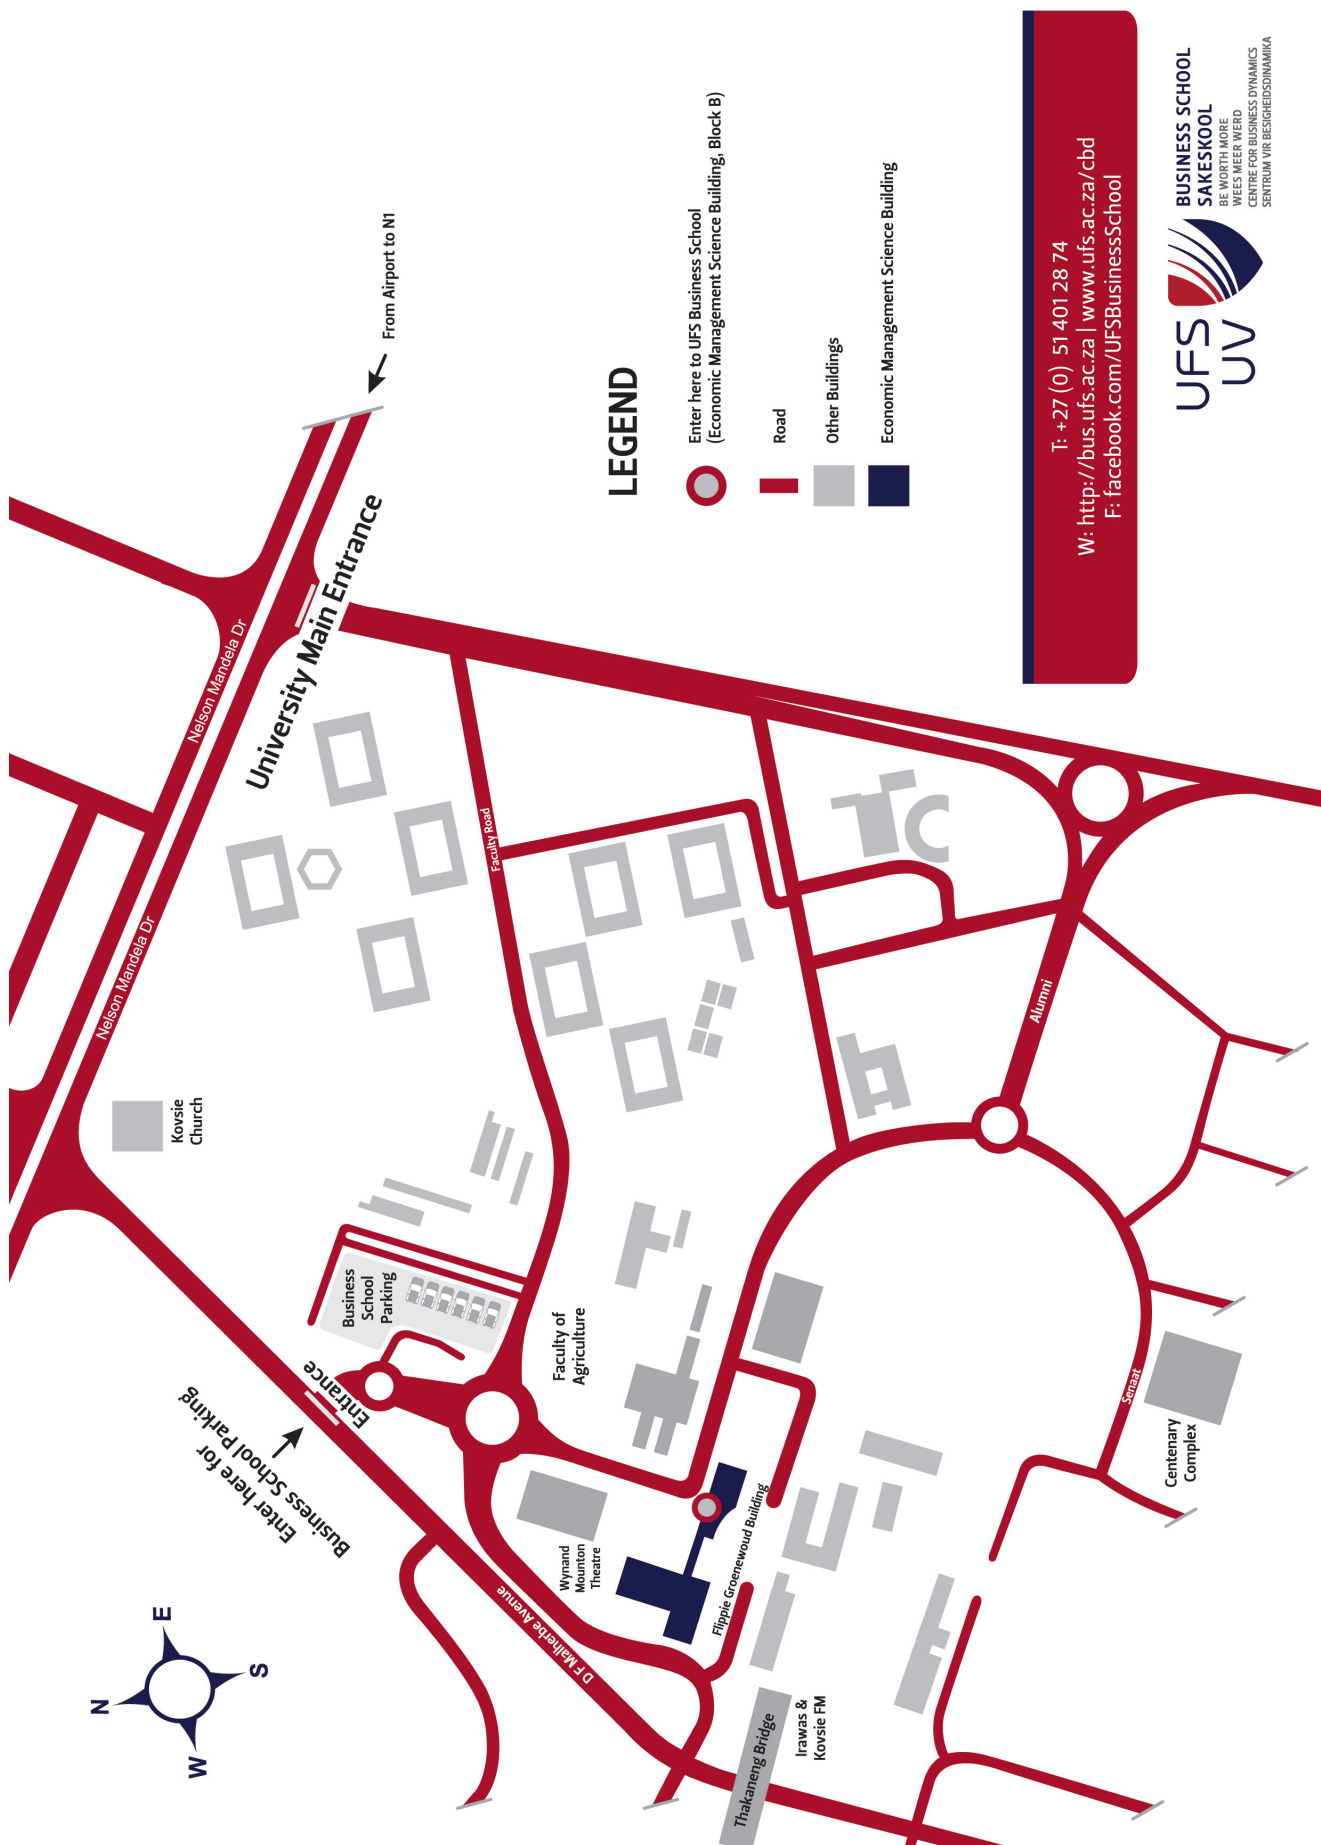 N
E
S
W
Enter here for
Business School Parking
Entrance
Business
School
Parking
Kovsie
Church
Nelson Mandela Dr
Nelson Mandela Dr
University Main Entrance
From Airport to N1
Faculty Road
Faculty of
Agriculture
Wynand
Mounton
Theatre
D F Malherbe Avenue
Flippie Groenewoud Building
Thakaneng Bridge
Irawas &
Kovsie FM
Alumni
Senaat
Centenary
Complex
LEGEND
Enter here to UFS Business School
(Economic Management Science Building, Block B)
Road
Other Buildings
Economic Management Science Building
T: +27 (0) 51 401 28 74
W: http://bus.ufs.ac.za | www.ufs.ac.za/cbd
F: facebook.com/UFSBusinessSchool
UFS
UV
BUSINESS SCHOOL
SAKESKOOL
BE WORTH MORE
WEES MEER WERD
CENTRE FOR BUSINESS DYNAMICS
SENTRUM VIR BESIGHEIDSDINAMIKA